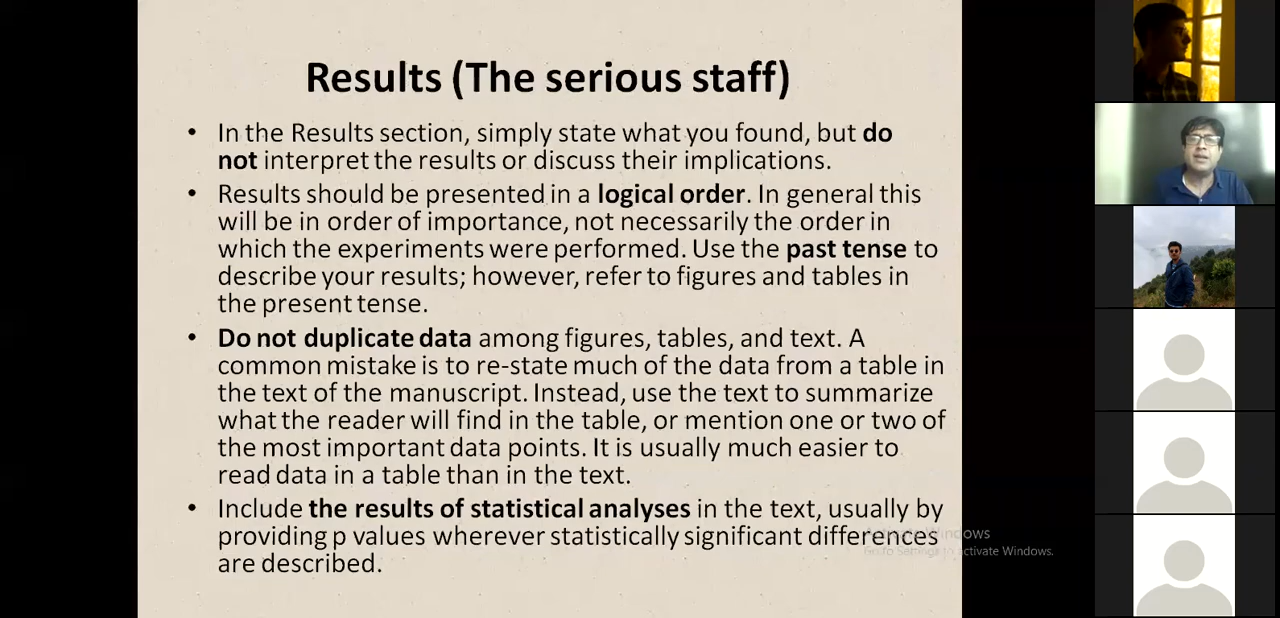 Results (The serious staff)
• In the Results section, simply state what you found, but do
not interpret the results or discuss their implications.
• Results should be presented in a logical order. In general this
will be in order of importance, not necessarily the order in
which the experiments were performed. Use the past tense to
describe your results; however, refer to figures and tables in
the present tense.
• Do not duplicate data among figures, tables, and text. A
common mistake is to re-state much of the data from a table in
the text of the manuscript. Instead, use the text to summarize
what the reader will find in the table, or mention one or two of
the most important data points. It is usually much easier to
read data in a table than in the text.
• Include the results of statistical analyses in the text, usually by
providing p values wherever statistically significant differences
are described.
Activate Windows
Go to Settings to activate Windows.